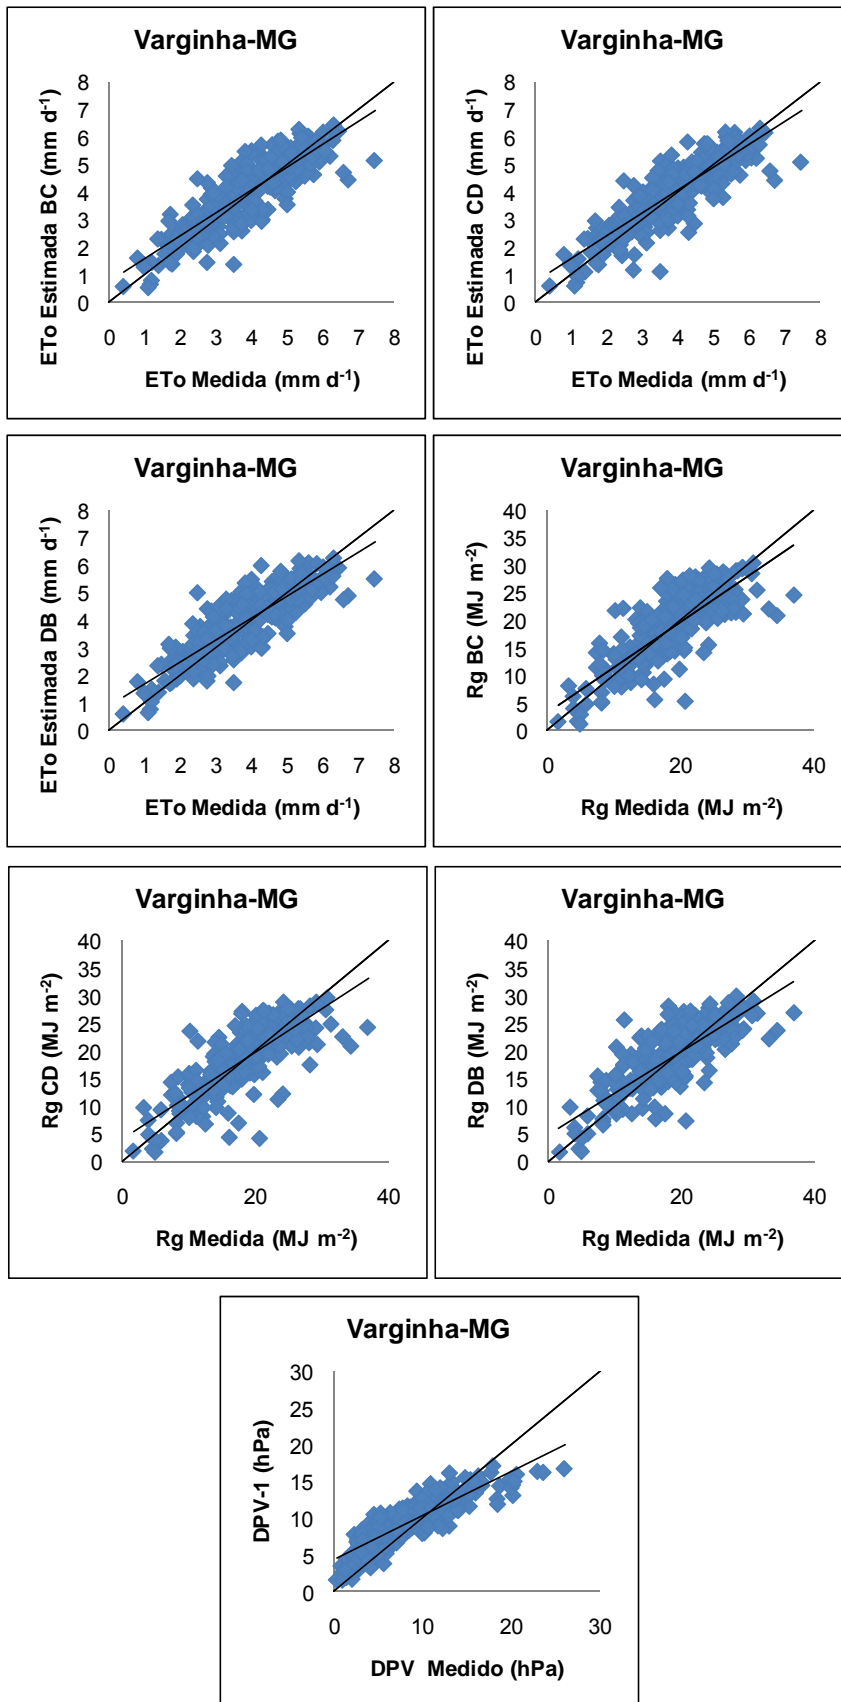 Varginha-MG
8
7
6
5
4
3
2
1
0
0 1 2 3 4 5 6 7 8
ETo Estimada BC (mm d-1)
ETo Medida (mm d-1)
Varginha-MG
8
7
6
5
4
3
2
1
0
0 1 2 3 4 5 6 7 8
ETo Estimada CD (mm d-1)
ETo Medida (mm d-1)
Varginha-MG
8
7
6
5
4
3
2
1
0
0 1 2 3 4 5 6 7 8
ETo Estimada DB (mm d-1)
ETo Medida (mm d-1)
Varginha-MG
40
35
30
25
20
15
10
5
0
0 20 40
Rg BC (MJ m-2)
Rg Medida (MJ m-2)
Varginha-MG
40
35
30
25
20
15
10
5
0
0 20 40
Rg CD (MJ m-2)
Rg Medida (MJ m-2)
Varginha-MG
40
35
30
25
20
15
10
5
0
0 20 40
Rg DB (MJ m-2)
Rg Medida (MJ m-2)
Varginha-MG
30
25
20
15
10
5
0
0 10 20 30
DPV-1 (hPa)
DPV Medido (hPa)